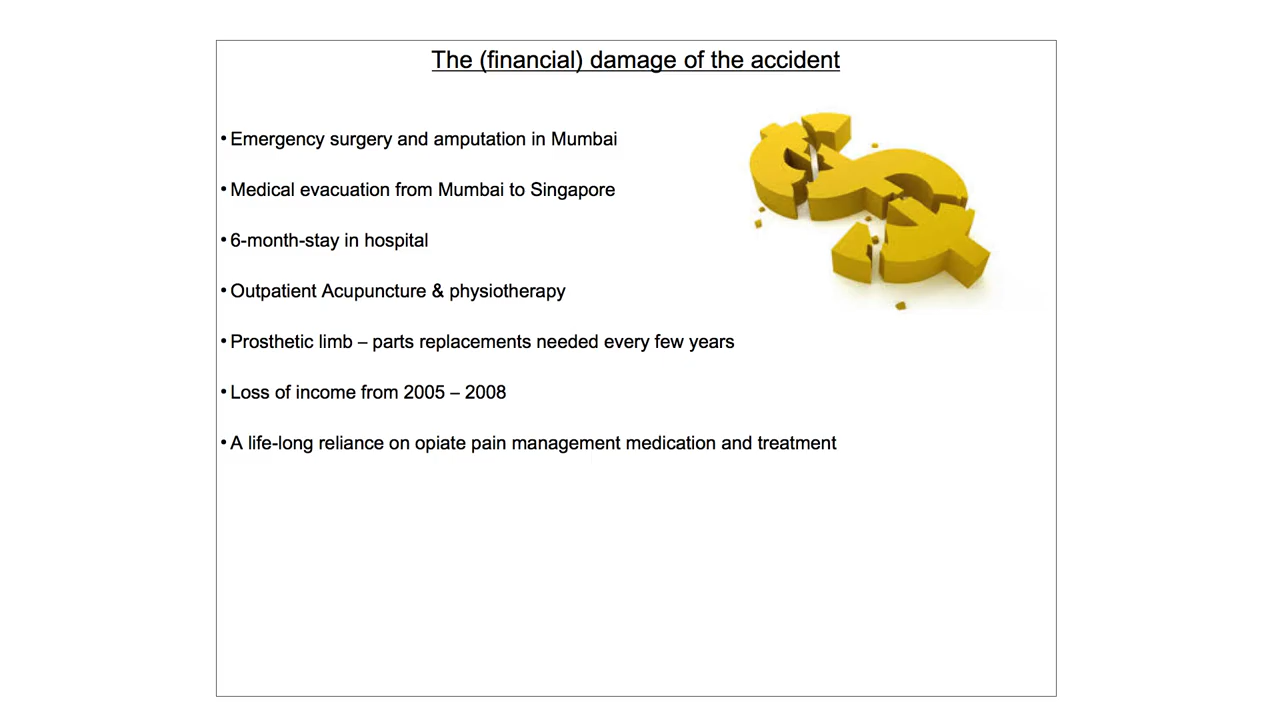 The (financial) damage of the accident
• Emergency surgery and amputation in Mumbai
• Medical evacuation from Mumbai to Singapore
• 6-month-stay in hospital
• Outpatient Acupuncture & physiotherapy
• Prosthetic limb – parts replacements needed every few years
• Loss of income from 2005 – 2008
• A life-long reliance on opiate pain management medication and treatment